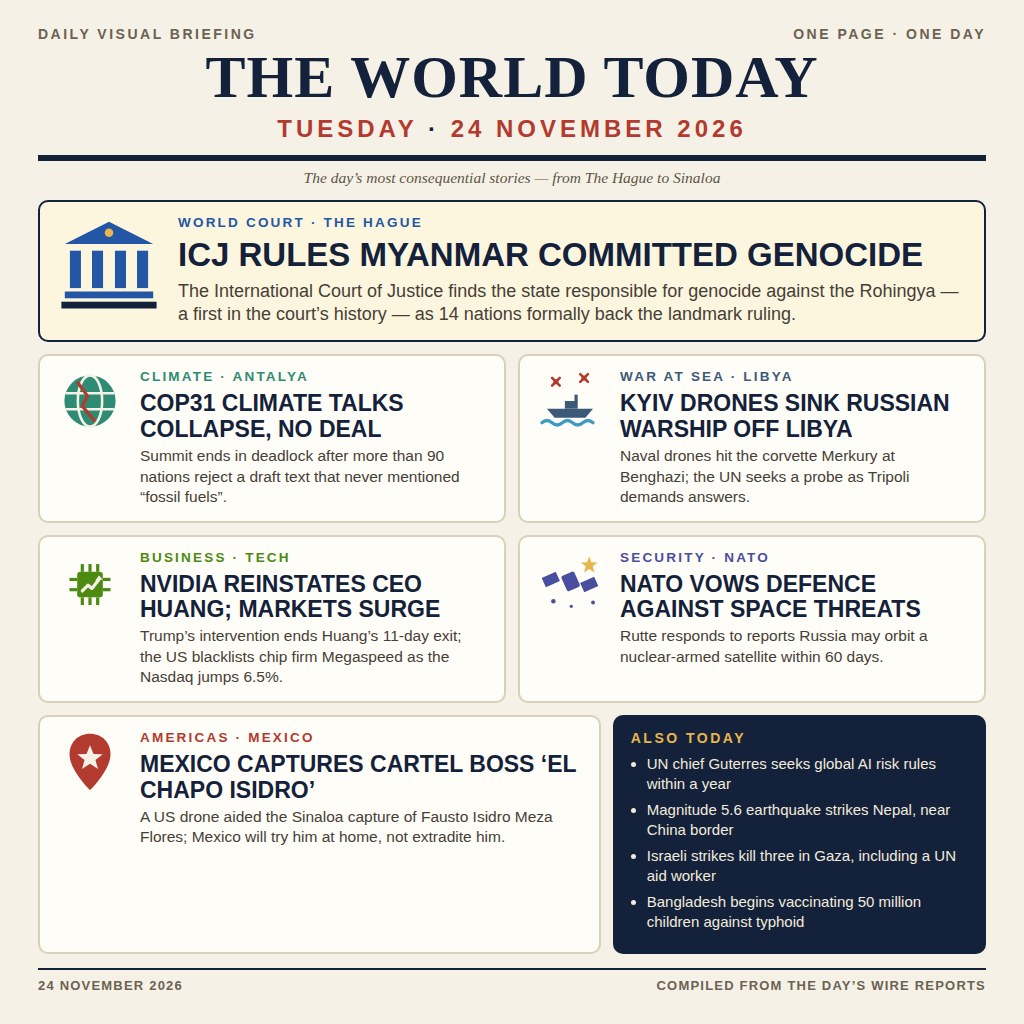 DAILY VISUAL BRIEFING
ONE PAGE · ONE DAY
THE WORLD TODAY
TUESDAY · 24 NOVEMBER 2026
The day’s most consequential stories — from The Hague to Sinaloa
WORLD COURT · THE HAGUE
ICJ RULES MYANMAR COMMITTED GENOCIDE
The International Court of Justice finds the state responsible for genocide against the Rohingya —
a first in the court’s history — as 14 nations formally back the landmark ruling.
CLIMATE · ANTALYA
COP31 CLIMATE TALKS
COLLAPSE, NO DEAL
Summit ends in deadlock after more than 90
nations reject a draft text that never mentioned
“fossil fuels”.
WAR AT SEA · LIBYA
KYIV DRONES SINK RUSSIAN
WARSHIP OFF LIBYA
Naval drones hit the corvette Merkury at
Benghazi; the UN seeks a probe as Tripoli
demands answers.
BUSINESS · TECH
NVIDIA REINSTATES CEO
HUANG; MARKETS SURGE
Trump’s intervention ends Huang’s 11-day exit;
the US blacklists chip firm Megaspeed as the
Nasdaq jumps 6.5%.
SECURITY · NATO
NATO VOWS DEFENCE
AGAINST SPACE THREATS
Rutte responds to reports Russia may orbit a
nuclear-armed satellite within 60 days.
AMERICAS · MEXICO
MEXICO CAPTURES CARTEL BOSS ‘EL
CHAPO ISIDRO’
A US drone aided the Sinaloa capture of Fausto Isidro Meza
Flores; Mexico will try him at home, not extradite him.
ALSO TODAY
• UN chief Guterres seeks global AI risk rules
within a year
• Magnitude 5.6 earthquake strikes Nepal, near
China border
• Israeli strikes kill three in Gaza, including a UN
aid worker
• Bangladesh begins vaccinating 50 million
children against typhoid
24 NOVEMBER 2026
COMPILED FROM THE DAY’S WIRE REPORTS